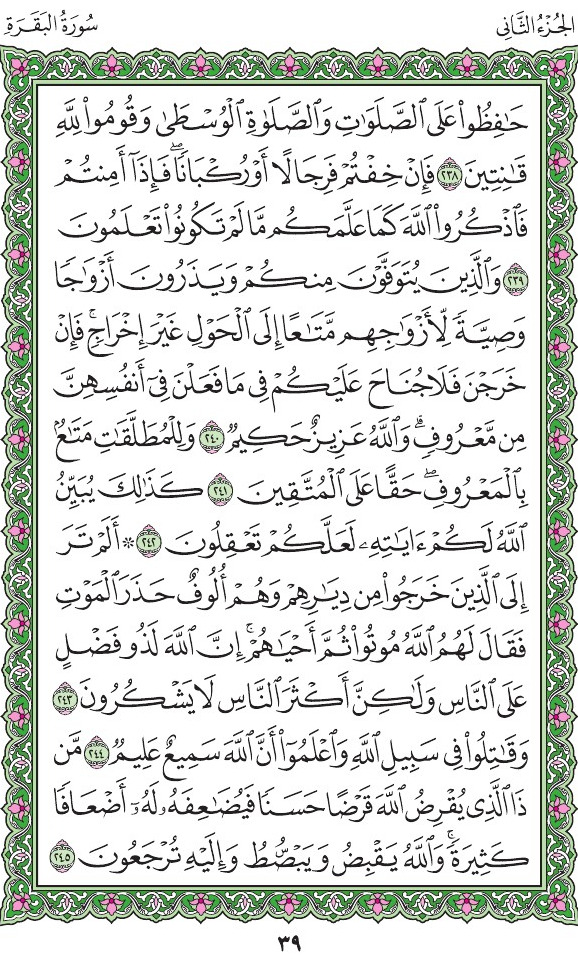 الجُزْءُ الثَّانِي
سُورَةُ البَقَرَةِ
حَٰفِظُوا۟ عَلَى ٱلصَّلَوَٰتِ وَٱلصَّلَوٰةِ ٱلْوُسْطَىٰ وَقُومُوا۟ لِلَّهِ
قَٰنِتِينَ ٢٣٨ فَإِنْ خِفْتُمْ فَرِجَالًا أَوْ رُكْبَانًا ۖ فَإِذَآ أَمِنتُمْ
فَٱذْكُرُوا۟ ٱللَّهَ كَمَا عَلَّمَكُم مَّا لَمْ تَكُونُوا۟ تَعْلَمُونَ
٢٣٩ وَٱلَّذِينَ يُتَوَفَّوْنَ مِنكُمْ وَيَذَرُونَ أَزْوَٰجًا
وَصِيَّةً لِّأَزْوَٰجِهِم مَّتَٰعًا إِلَى ٱلْحَوْلِ غَيْرَ إِخْرَاجٍ ۚ فَإِنْ
خَرَجْنَ فَلَا جُنَاحَ عَلَيْكُمْ فِى مَا فَعَلْنَ فِىٓ أَنفُسِهِنَّ
مِن مَّعْرُوفٍ ۗ وَٱللَّهُ عَزِيزٌ حَكِيمٌ ٢٤٠ وَلِلْمُطَلَّقَٰتِ مَتَٰعٌۢ
بِٱلْمَعْرُوفِ ۖ حَقًّا عَلَى ٱلْمُتَّقِينَ ٢٤١ كَذَٰلِكَ يُبَيِّنُ
ٱللَّهُ لَكُمْ ءَايَٰتِهِۦ لَعَلَّكُمْ تَعْقِلُونَ ٢٤٢ ۞ أَلَمْ تَرَ
إِلَى ٱلَّذِينَ خَرَجُوا۟ مِن دِيَٰرِهِمْ وَهُمْ أُلُوفٌ حَذَرَ ٱلْمَوْتِ
فَقَالَ لَهُمُ ٱللَّهُ مُوتُوا۟ ثُمَّ أَحْيَٰهُمْ ۚ إِنَّ ٱللَّهَ لَذُو فَضْلٍ
عَلَى ٱلنَّاسِ وَلَٰكِنَّ أَكْثَرَ ٱلنَّاسِ لَا يَشْكُرُونَ ٢٤٣
وَقَٰتِلُوا۟ فِى سَبِيلِ ٱللَّهِ وَٱعْلَمُوٓا۟ أَنَّ ٱللَّهَ سَمِيعٌ عَلِيمٌ ٢٤٤ مَّن
ذَا ٱلَّذِى يُقْرِضُ ٱللَّهَ قَرْضًا حَسَنًا فَيُضَٰعِفَهُۥ لَهُۥٓ أَضْعَافًا
كَثِيرَةً ۚ وَٱللَّهُ يَقْبِضُ وَيَبْصُۜطُ وَإِلَيْهِ تُرْجَعُونَ ٢٤٥
٣٩